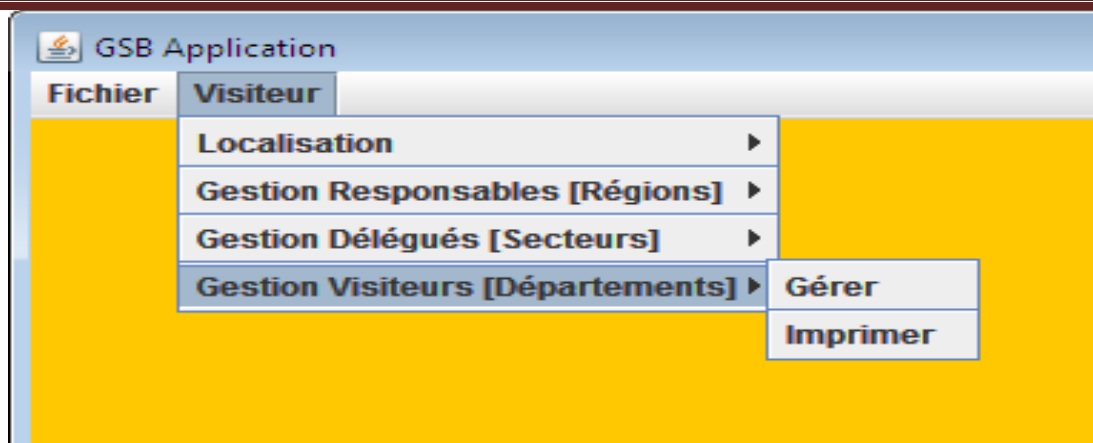 GSB Application
Fichier Visiteur
Localisation
Gestion Responsables [Régions]
Gestion Délégués [Secteurs]
Gestion Visiteurs [Départements] Gérer
Imprimer